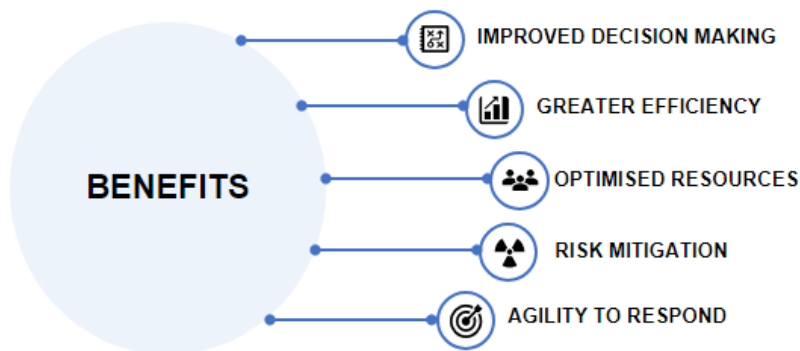 IMPROVED DECISION MAKING
GREATER EFFICIENCY
BENEFITS
OPTIMISED RESOURCES
RISK MITIGATION
AGILITY TO RESPOND